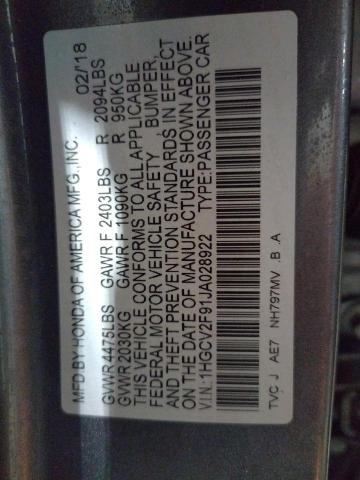 MFD BY HONDA OF AMERICA MFG., INC. 02/18
GVWR 4475LBS GAWR F 2403LBS R 2094LBS
GVWR 2030KG GAWR F 1090KG R 950KG
THIS VEHICLE CONFORMS TO ALL APPLICABLE
FEDERAL MOTOR VEHICLE SAFETY, BUMPER,
AND THEFT PREVENTION STANDARDS IN EFFECT
ON THE DATE OF MANUFACTURE SHOWN ABOVE.
V.I.N.: 1HGCV2F91JA028922 TYPE: PASSENGER CAR
TVC J AE7 NH797MV .B .A